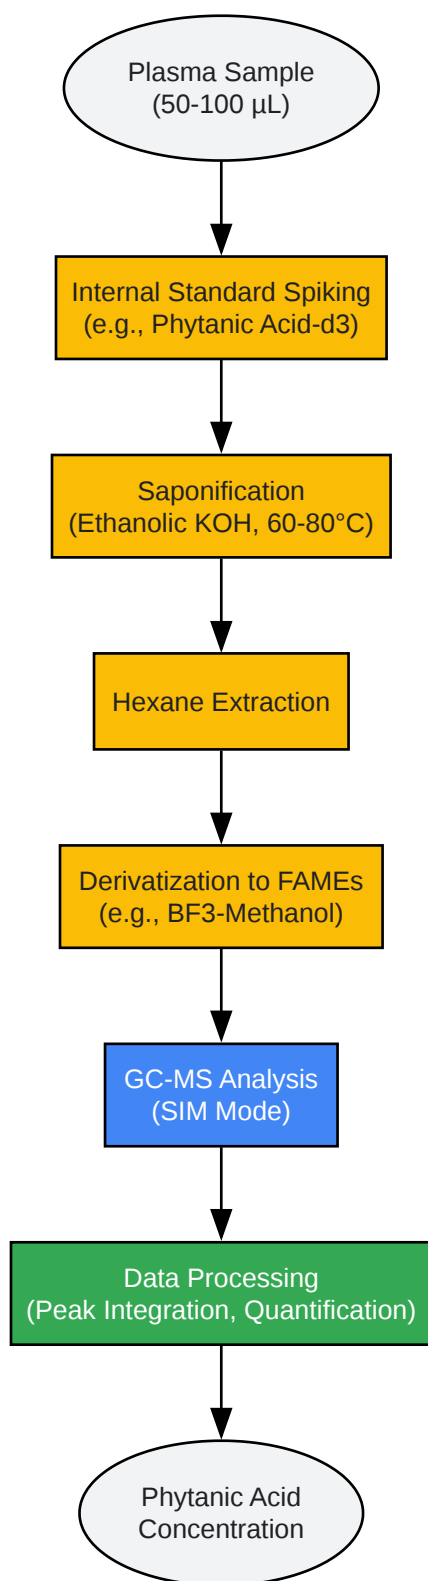 Plasma Sample
(50-100 µL)
Internal Standard Spiking
(e.g., Phytanic Acid-d3)
Saponification
(Ethanolic KOH, 60-80°C)
Hexane Extraction
Derivatization to FAMEs
(e.g., BF3-Methanol)
GC-MS Analysis
(SIM Mode)
Data Processing
(Peak Integration, Quantification)
Phytanic Acid
Concentration